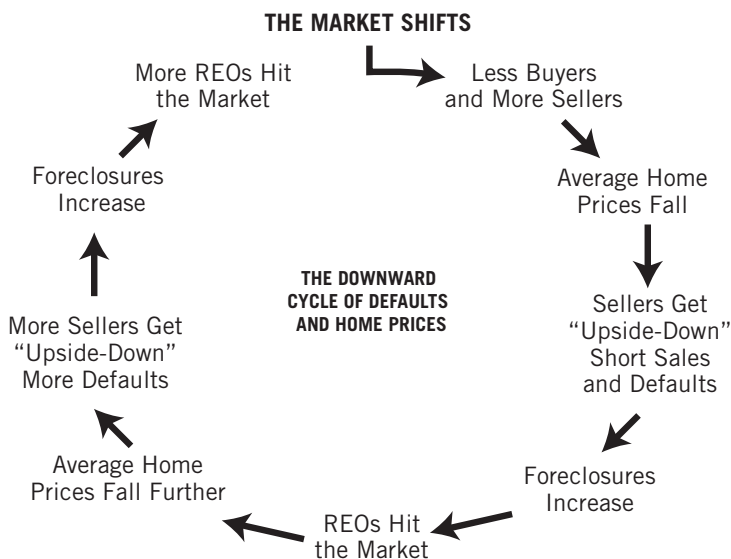 THE MARKET SHIFTS
Less Buyers
and More Sellers
Average Home
Prices Fall
Sellers Get
“Upside-Down”
Short Sales
and Defaults
Foreclosures
Increase
REOs Hit
the Market
Average Home
Prices Fall Further
More Sellers Get
“Upside-Down”
More Defaults
Foreclosures
Increase
More REOs Hit
the Market
THE DOWNWARD
CYCLE OF DEFAULTS
AND HOME PRICES